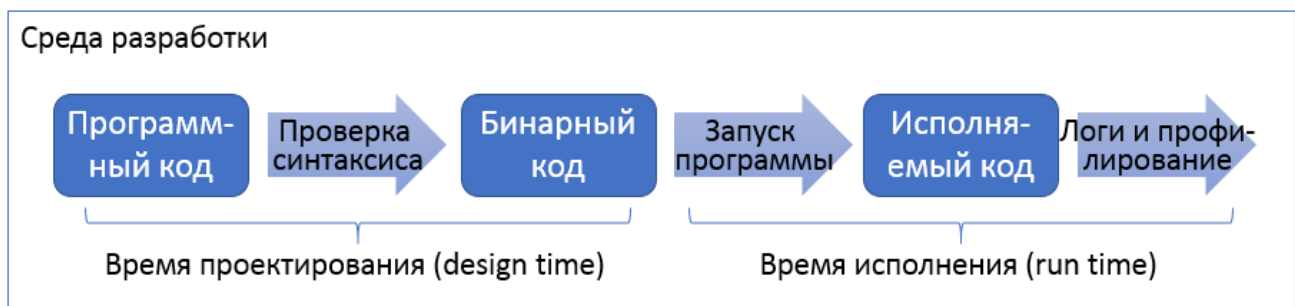 Среда разработки
Программ-
ный код
Проверка
синтаксиса
Бинарный
код
Запуск
программы
Исполня-
емый код
Логи и профи-
лирование
Время проектирования (design time)
Время исполнения (run time)